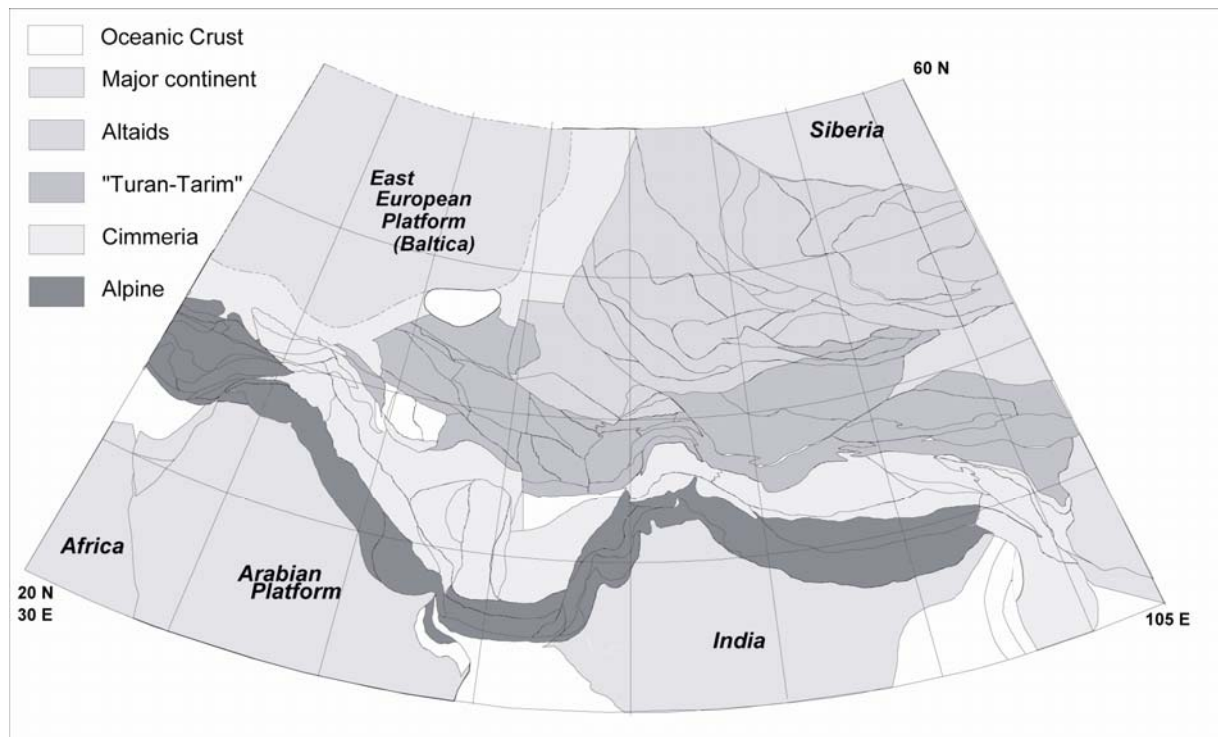 Oceanic Crust
Major continent
Altaids
"Turan-Tarim"
Cimmeria
Alpine
60 N
Siberia
East
European
Platform
(Baltica)
Africa
Arabian
Platform
India
20 N
30 E
105 E